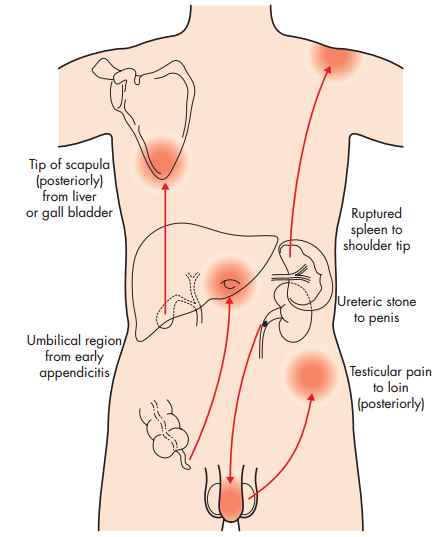 Tip of scapula
(posteriorly)
from liver
or gall bladder
Ruptured
spleen to
shoulder tip
Umbilical region
from early
appendicitis
Ureteric stone
to penis
Testicular pain
to loin
(posteriorly)